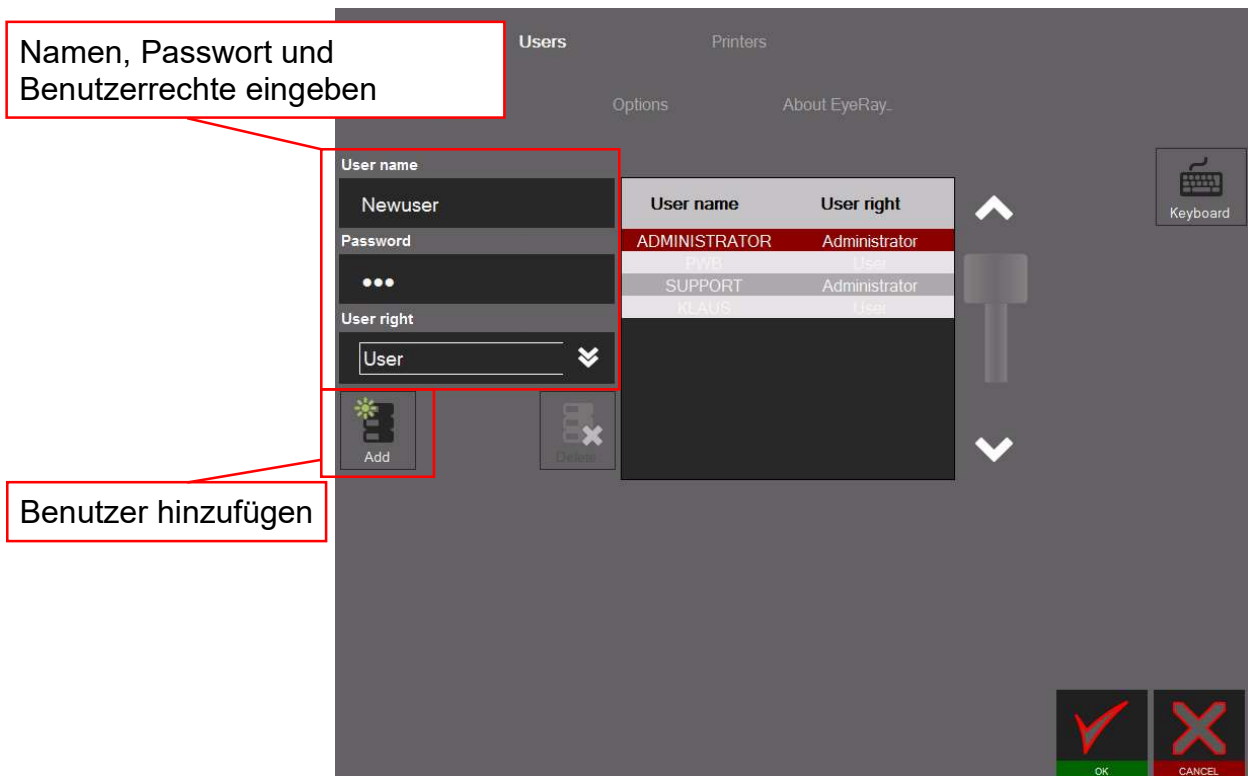 Namen, Passwort und
Benutzerrechte eingeben
Users
Printers
Options
About EyeRay..
User name
Newuser
Password
•••
User right
User
Add
Delete..
User name User right
ADMINISTRATOR Administrator
PWB User
SUPPORT Administrator
KLAUS User
Keyboard
Benutzer hinzufügen
OK
CANCEL